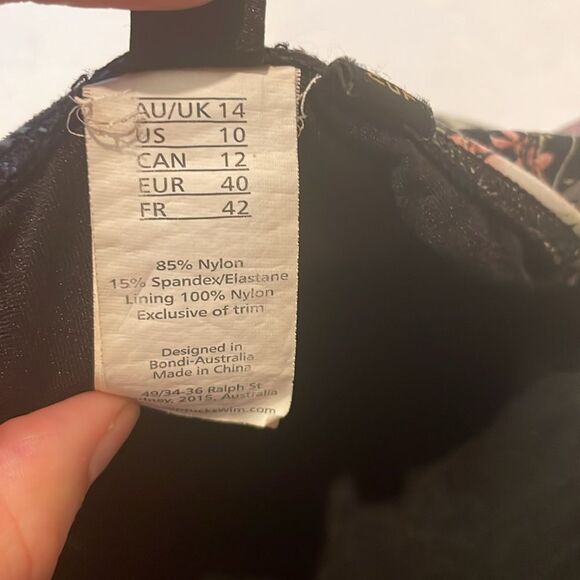 AU/UK 14
US 10
CAN 12
EUR 40
FR 42
85% Nylon
15% Spandex/Elastane
Lining 100% Nylon
Exclusive of trim
Designed in
Bondi-Australia
Made in China
49/34-36 Ralph St
2015, Australia